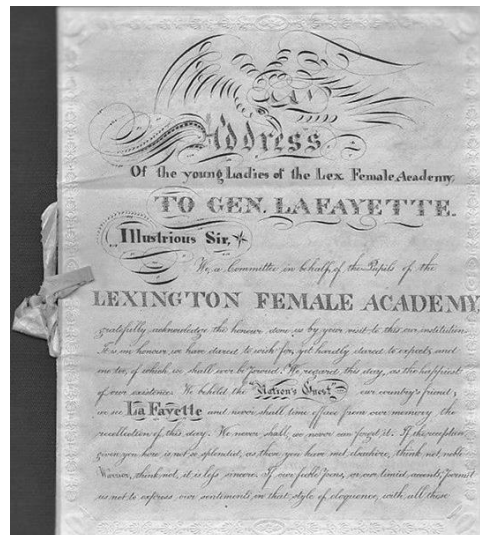 Address
Of the young Ladies of the Lex Female Academy,
TO GEN. LAFAYETTE.
Illustrious Sir,
We, a Committee in behalf of the Pupils of the
LEXINGTON FEMALE ACADEMY,
gratefully acknowledge the honour done us by your visit to this our institution.
It is an honour, we have dared to wish for, yet hardly dared to expect, and
one too, of which, we shall ever be proud. We regard this day, as the happiest
of our existence. We behold the "Nation's Guest" our country's friend;
we see La Fayette and never shall time efface from our memory the
recollection of this day. We never shall, we never can forget it. If the reception
given you here is not so splendid, as those you have met elsewhere, think not, noble
Warrior, think not, it is less sincere. If our feeble Pens, or our timid accents, permit
us not to express our sentiments in that style of eloquence, with all those